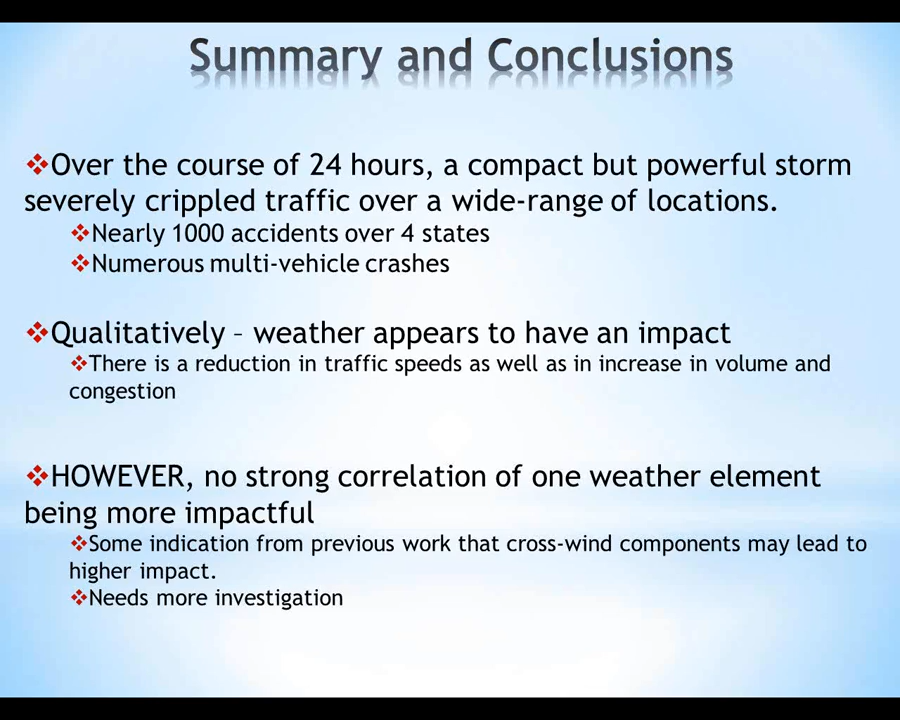 Summary and Conclusions
❖Over the course of 24 hours, a compact but powerful storm
severely crippled traffic over a wide-range of locations.
❖Nearly 1000 accidents over 4 states
❖Numerous multi-vehicle crashes
❖Qualitatively – weather appears to have an impact
❖There is a reduction in traffic speeds as well as in increase in volume and
congestion
❖HOWEVER, no strong correlation of one weather element
being more impactful
❖Some indication from previous work that cross-wind components may lead to
higher impact.
❖Needs more investigation